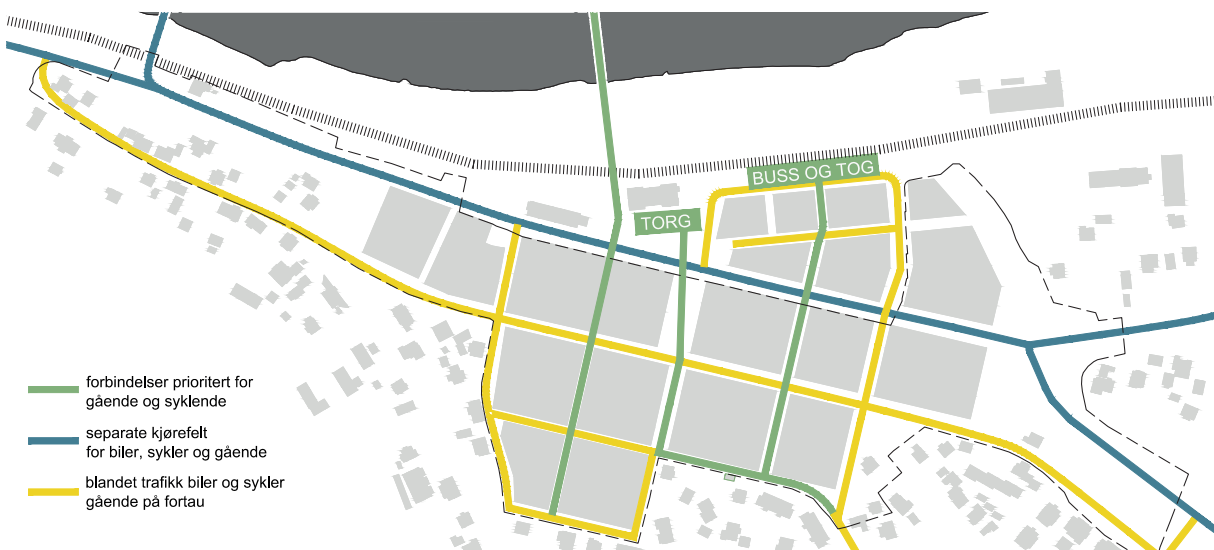 BUSS OG TOG
TORG
forbindelser prioritert for
gående og syklende
separate kjørefelt
for biler, sykler og gående
blandet trafikk biler og sykler
gående på fortau